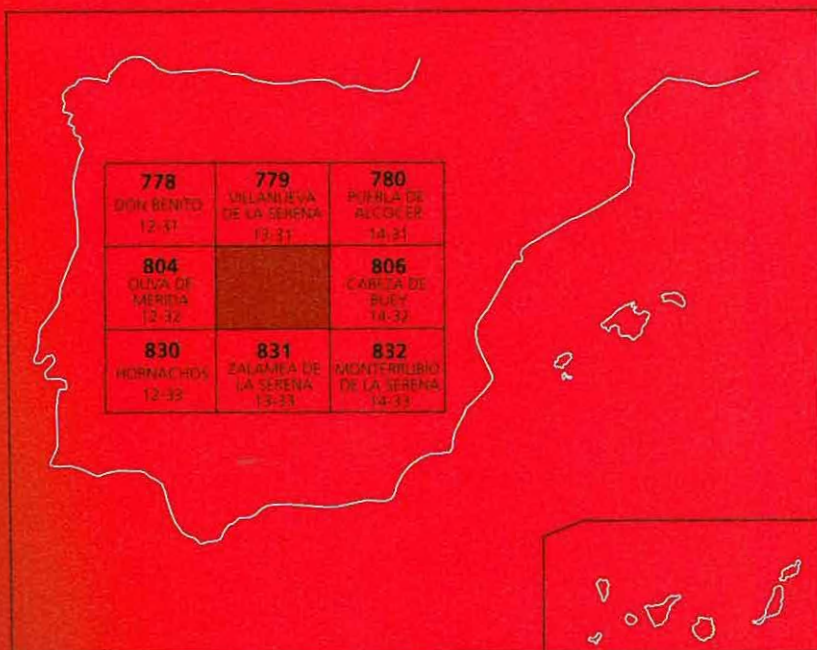 778
DON BENITO
12-31
779
VILLANUEVA
DE LA SERENA
13-31
780
PUEBLA DE
ALCOCER
14-31
804
OLIVA DE
MERIDA
12-32
806
CABEZA DE
BUEY
14-32
830
HORNACHOS
12-33
831
ZALAMEA DE
LA SERENA
13-33
832
MONTERRUBIO
DE LA SERENA
14-33